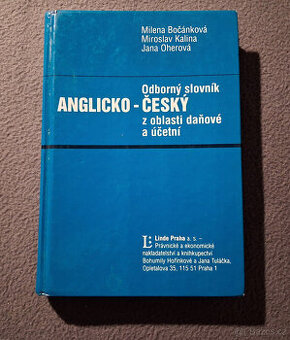 Milena Bočánková
Miroslav Kalina
Jana Oherová
Odborný slovník
ANGLICKO - ČESKÝ
z oblasti daňové
a účetní
Linde Praha a. s. –
Právnické a ekonomické
nakladatelství a knihkupectví
Bohumily Hořínkové a Jana Tuláčka,
Opletalova 35, 115 51 Praha 1